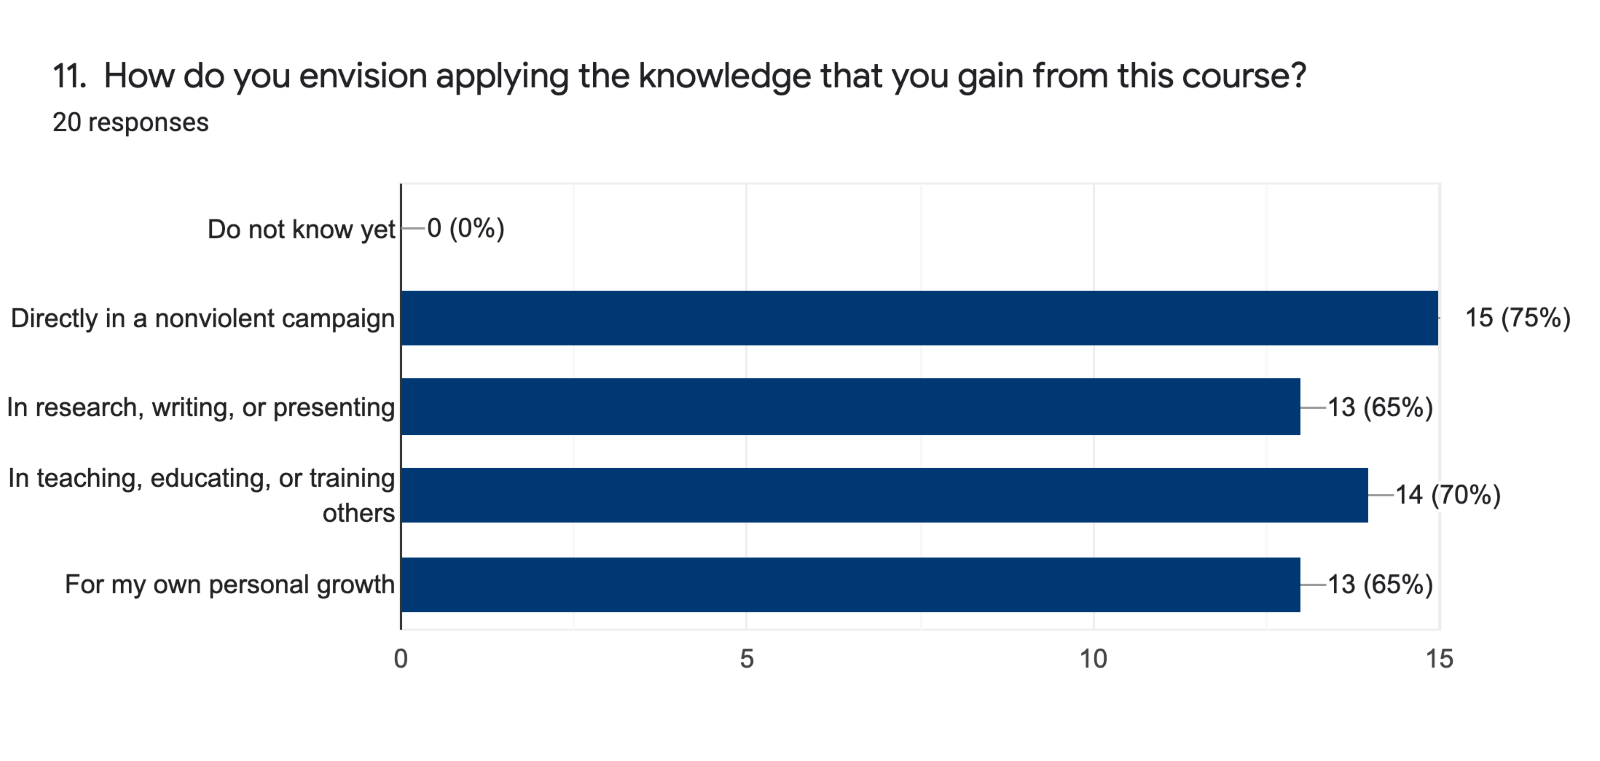 11. How do you envision applying the knowledge that you gain from this course?
20 responses
Do not know yet
0 (0%)
Directly in a nonviolent campaign
15 (75%)
In research, writing, or presenting
13 (65%)
In teaching, educating, or training
others
14 (70%)
For my own personal growth
13 (65%)
0
5
10
15